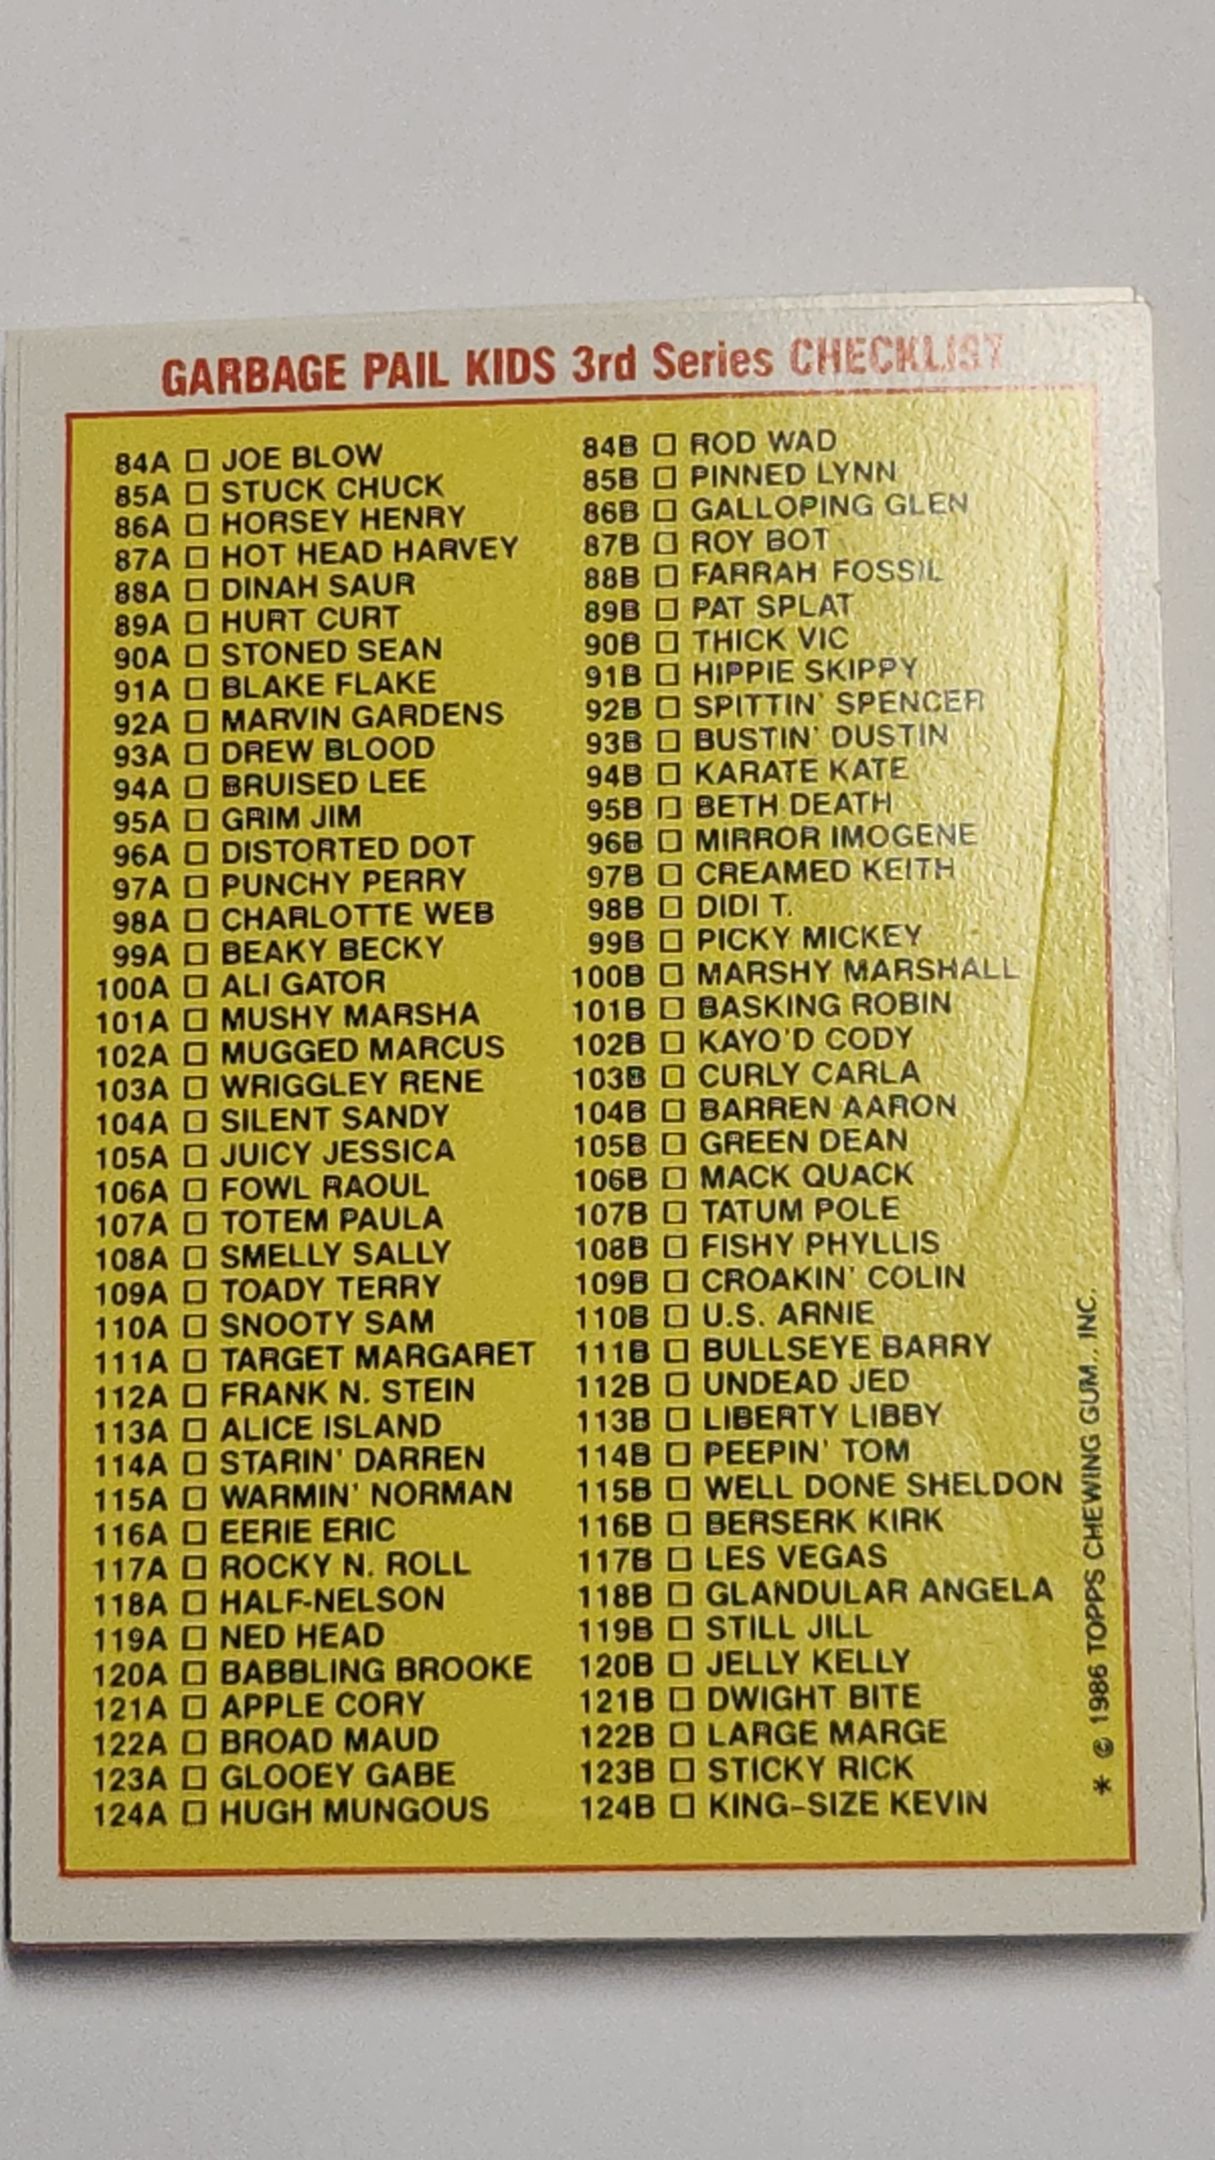 GARBAGE PAIL KIDS 3rd Series CHECKLIST
84A ☐ JOE BLOW
85A ☐ STUCK CHUCK
86A ☐ HORSEY HENRY
87A ☐ HOT HEAD HARVEY
88A ☐ DINAH SAUR
89A ☐ HURT CURT
90A ☐ STONED SEAN
91A ☐ BLAKE FLAKE
92A ☐ MARVIN GARDENS
93A ☐ DREW BLOOD
94A ☐ BRUISED LEE
95A ☐ GRIM JIM
96A ☐ DISTORTED DOT
97A ☐ PUNCHY PERRY
98A ☐ CHARLOTTE WEB
99A ☐ BEAKY BECKY
100A ☐ ALI GATOR
101A ☐ MUSHY MARSHA
102A ☐ MUGGED MARCUS
103A ☐ WRIGGLEY RENE
104A ☐ SILENT SANDY
105A ☐ JUICY JESSICA
106A ☐ FOWL RAOUL
107A ☐ TOTEM PAULA
108A ☐ SMELLY SALLY
109A ☐ TOADY TERRY
110A ☐ SNOOTY SAM
111A ☐ TARGET MARGARET
112A ☐ FRANK N. STEIN
113A ☐ ALICE ISLAND
114A ☐ STARIN' DARREN
115A ☐ WARMIN' NORMAN
116A ☐ EERIE ERIC
117A ☐ ROCKY N. ROLL
118A ☐ HALF-NELSON
119A ☐ NED HEAD
120A ☐ BABBLING BROOKE
121A ☐ APPLE CORY
122A ☐ BROAD MAUD
123A ☐ GLOOEY GABE
124A ☐ HUGH MUNGOUS
84B ☐ ROD WAD
85B ☐ PINNED LYNN
86B ☐ GALLOPING GLEN
87B ☐ ROY BOT
88B ☐ FARRAH FOSSIL
89B ☐ PAT SPLAT
90B ☐ THICK VIC
91B ☐ HIPPIE SKIPPY
92B ☐ SPITTIN' SPENCER
93B ☐ BUSTIN' DUSTIN
94B ☐ KARATE KATE
95B ☐ BETH DEATH
96B ☐ MIRROR IMOGENE
97B ☐ CREAMED KEITH
98B ☐ DIDI T.
99B ☐ PICKY MICKEY
100B ☐ MARSHY MARSHALL
101B ☐ BASKING ROBIN
102B ☐ KAYO'D CODY
103B ☐ CURLY CARLA
104B ☐ BARREN AARON
105B ☐ GREEN DEAN
106B ☐ MACK QUACK
107B ☐ TATUM POLE
108B ☐ FISHY PHYLLIS
109B ☐ CROAKIN' COLIN
110B ☐ U.S. ARNIE
111B ☐ BULLSEYE BARRY
112B ☐ UNDEAD JED
113B ☐ LIBERTY LIBBY
114B ☐ PEEPIN' TOM
115B ☐ WELL DONE SHELDON
116B ☐ BERSERK KIRK
117B ☐ LES VEGAS
118B ☐ GLANDULAR ANGELA
119B ☐ STILL JILL
120B ☐ JELLY KELLY
121B ☐ DWIGHT BITE
122B ☐ LARGE MARGE
123B ☐ STICKY RICK
124B ☐ KING-SIZE KEVIN
* © 1986 TOPPS CHEWING GUM., INC.